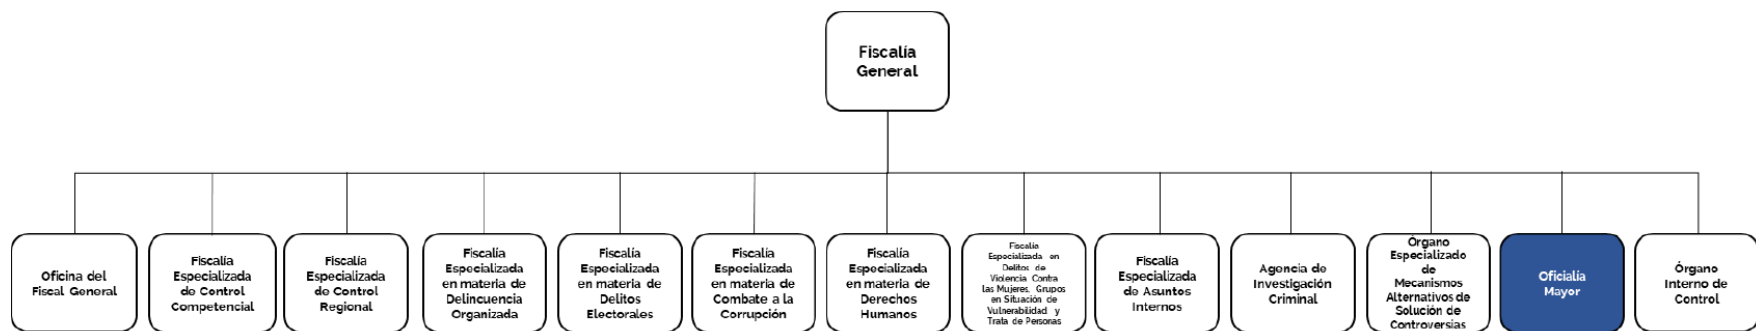 Fiscalía
General
Oficina del
Fiscal General
Fiscalía
Especializada
de Control
Competencial
Fiscalía
Especializada
de Control
Regional
Fiscalía
Especializada
en materia de
Delincuencia
Organizada
Fiscalía
Especializada
en materia de
Delitos
Electorales
Fiscalía
Especializada
en materia de
Combate a la
Corrupción
Fiscalía
Especializada
en materia de
Derechos
Humanos
Fiscalía
Especializada en
Delitos de
Violencia Contra
las Mujeres, Grupos
en Situación de
Vulnerabilidad y
Trata de Personas
Fiscalía
Especializada
de Asuntos
Internos
Agencia de
Investigación
Criminal
Órgano
Especializado
de
Mecanismos
Alternativos de
Solución de
Controversias
Oficialía
Mayor
Órgano
Interno de
Control